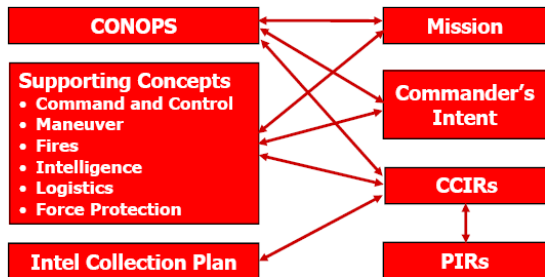 CONOPS
Supporting Concepts
• Command and Control
• Maneuver
• Fires
• Intelligence
• Logistics
• Force Protection
Intel Collection Plan
Mission
Commander's
Intent
CCIRs
PIRs